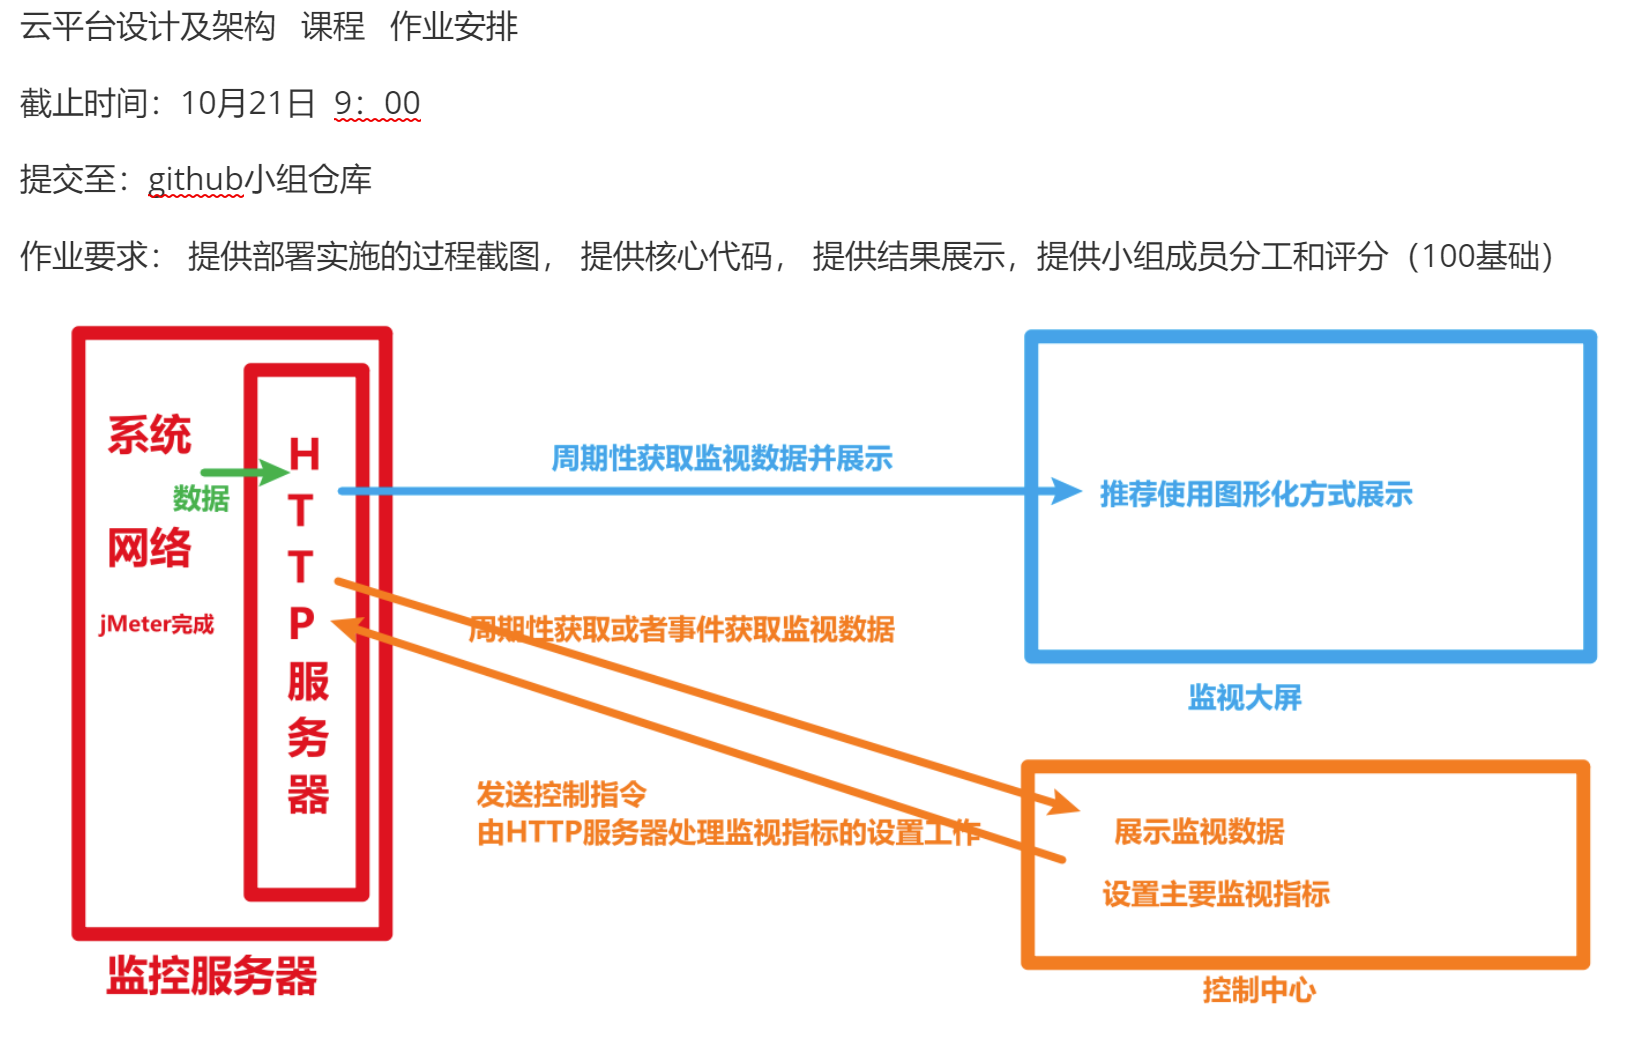 云平台设计及架构 课程 作业安排
截止时间：10月21日 9：00
提交至：github小组仓库
作业要求： 提供部署实施的过程截图， 提供核心代码， 提供结果展示，提供小组成员分工和评分（100基础）
系统
数据
网络
jMeter完成
H
T
T
P
服
务
器
监控服务器
周期性获取监视数据并展示
推荐使用图形化方式展示
监视大屏
周期性获取或者事件获取监视数据
发送控制指令
由HTTP服务器处理监视指标的设置工作
展示监视数据
设置主要监视指标
控制中心